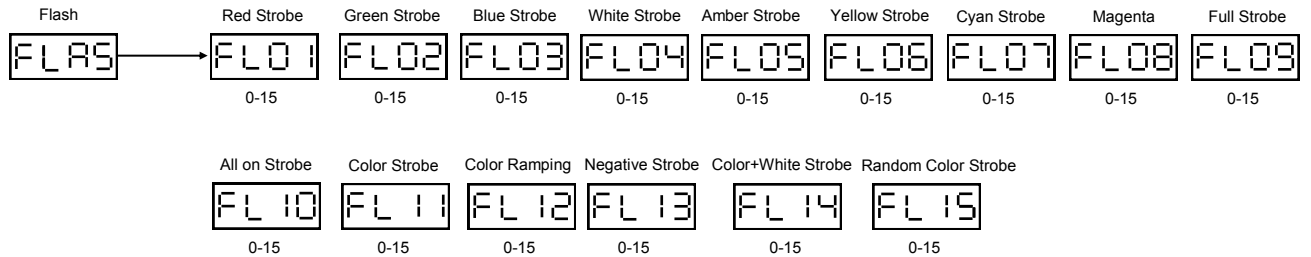 Flash Red Strobe Green Strobe Blue Strobe White Strobe Amber Strobe Yellow Strobe Cyan Strobe Magenta Full Strobe
FLAS FL01 FL02 FL03 FL04 FL05 FL06 FL07 FL08 FL09
0-15 0-15 0-15 0-15 0-15 0-15 0-15 0-15 0-15
All on Strobe Color Strobe Color Ramping Negative Strobe Color+White Strobe Random Color Strobe
FL10 FL11 FL12 FL13 FL14 FL15
0-15 0-15 0-15 0-15 0-15 0-15